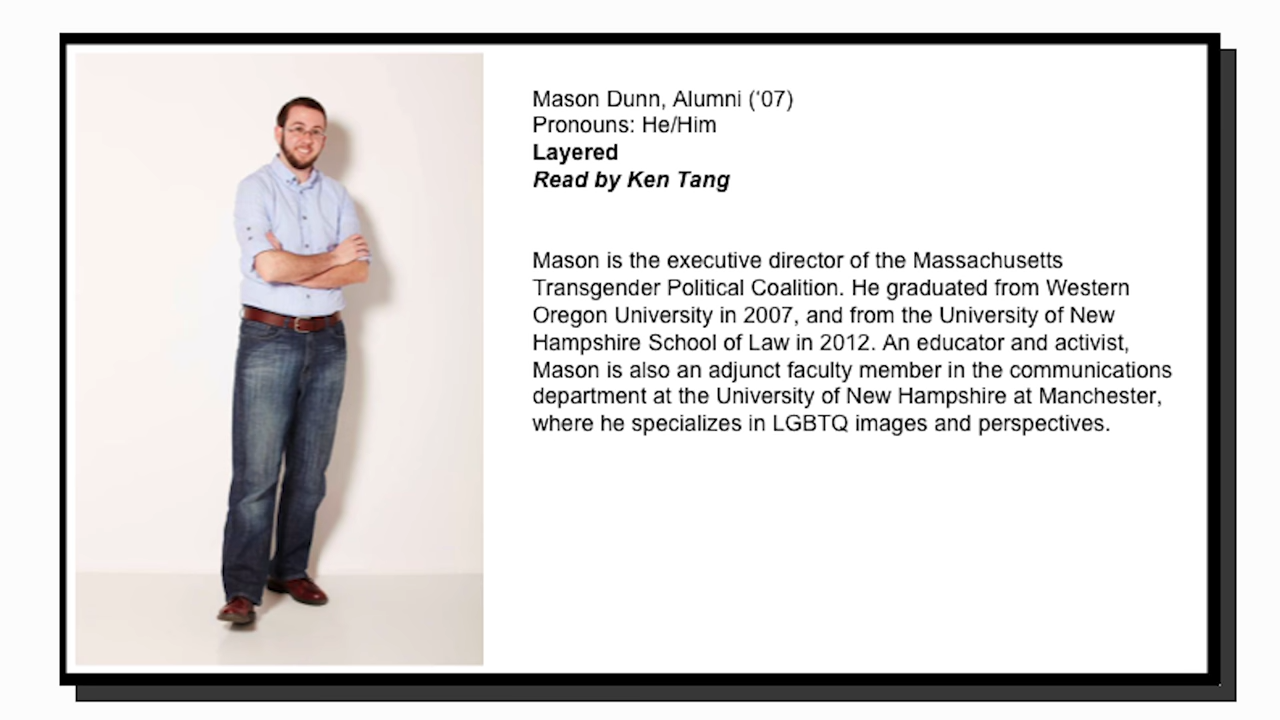 Mason Dunn, Alumni (‘07)
Pronouns: He/Him
Layered
Read by Ken Tang
Mason is the executive director of the Massachusetts
Transgender Political Coalition. He graduated from Western
Oregon University in 2007, and from the University of New
Hampshire School of Law in 2012. An educator and activist,
Mason is also an adjunct faculty member in the communications
department at the University of New Hampshire at Manchester,
where he specializes in LGBTQ images and perspectives.